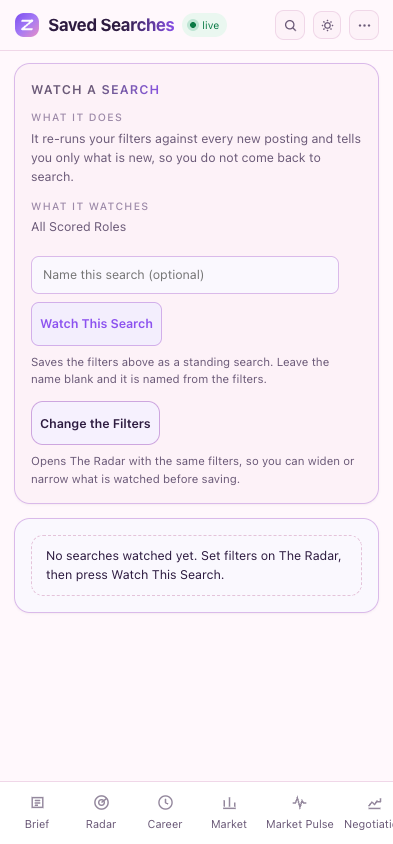 Saved Searches
live
WATCH A SEARCH
WHAT IT DOES
It re-runs your filters against every new posting and tells
you only what is new, so you do not come back to
search.
WHAT IT WATCHES
All Scored Roles
Name this search (optional)
Watch This Search
Saves the filters above as a standing search. Leave the
name blank and it is named from the filters.
Change the Filters
Opens The Radar with the same filters, so you can widen or
narrow what is watched before saving.
No searches watched yet. Set filters on The Radar,
then press Watch This Search.
Brief
Radar
Career
Market
Market Pulse
Negotiati